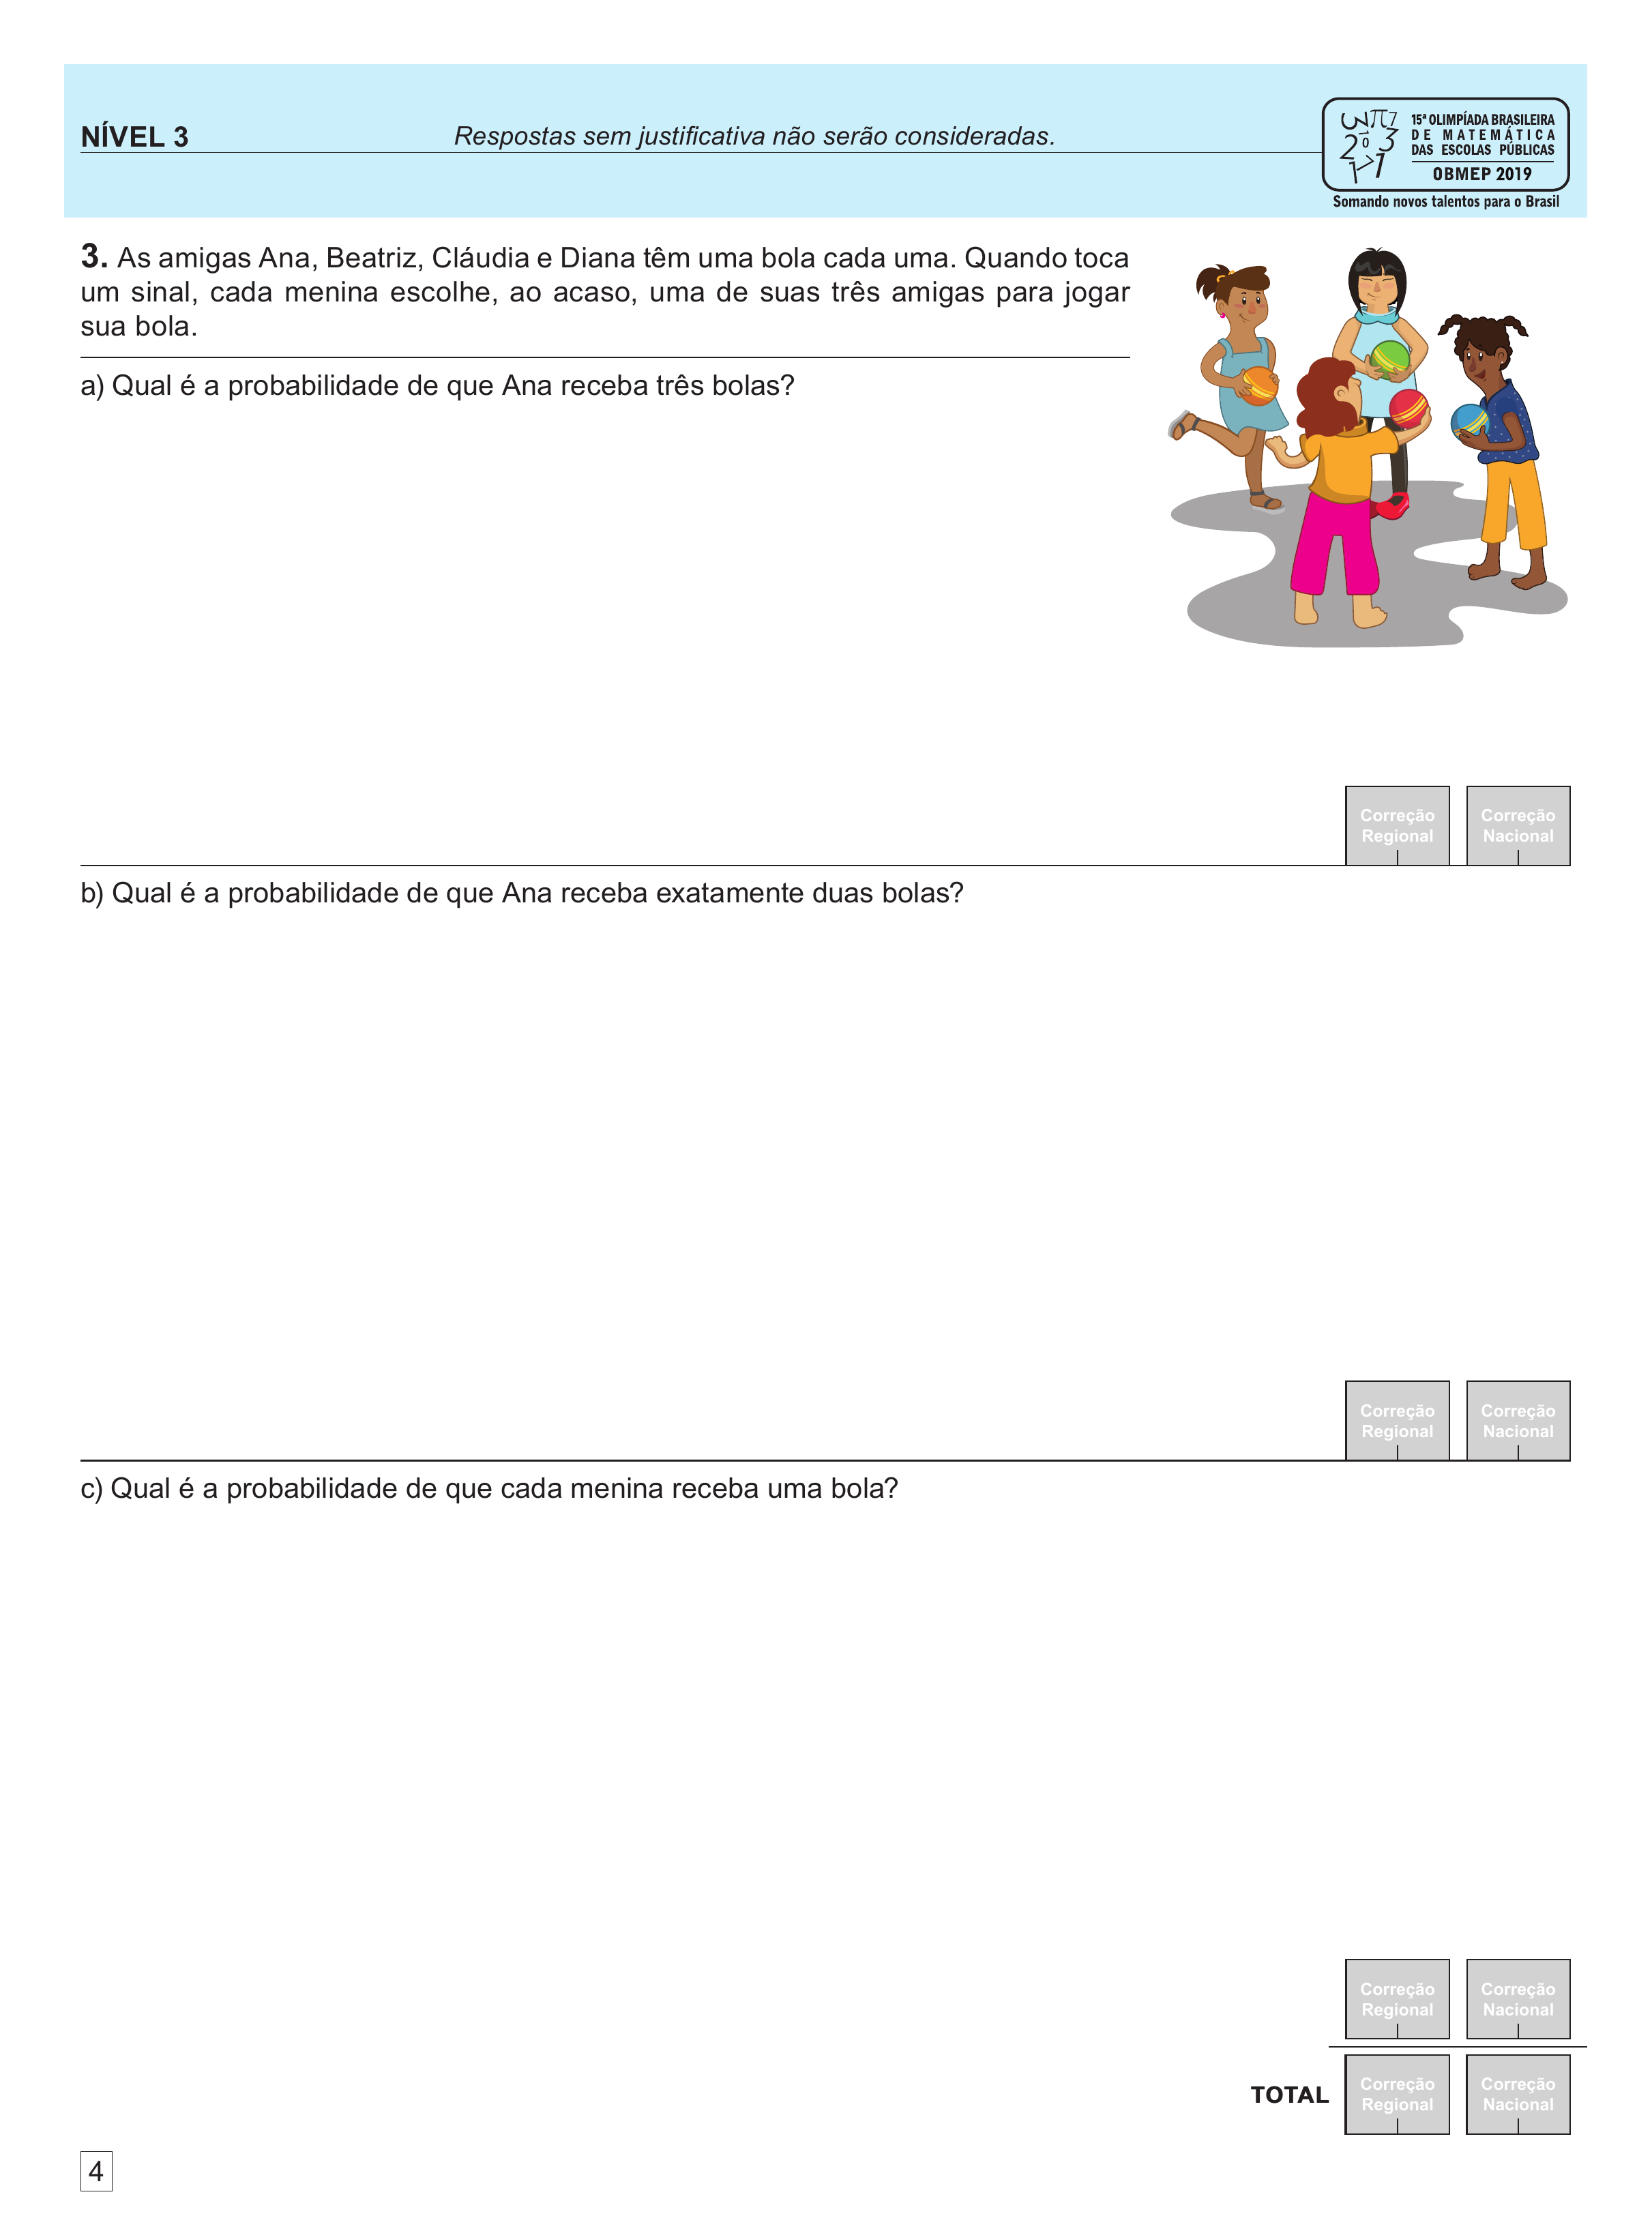 NÍVEL 3
Respostas sem justificativa não serão consideradas.
15ª OLIMPÍADA BRASILEIRA
DE MATEMÁTICA
DAS ESCOLAS PÚBLICAS
OBMEP 2019
Somando novos talentos para o Brasil
3. As amigas Ana, Beatriz, Cláudia e Diana têm uma bola cada uma. Quando toca
um sinal, cada menina escolhe, ao acaso, uma de suas três amigas para jogar
sua bola.
a) Qual é a probabilidade de que Ana receba três bolas?
Correção
Regional
Correção
Nacional
b) Qual é a probabilidade de que Ana receba exatamente duas bolas?
Correção
Regional
Correção
Nacional
c) Qual é a probabilidade de que cada menina receba uma bola?
Correção
Regional
Correção
Nacional
TOTAL
Correção
Regional
Correção
Nacional
4